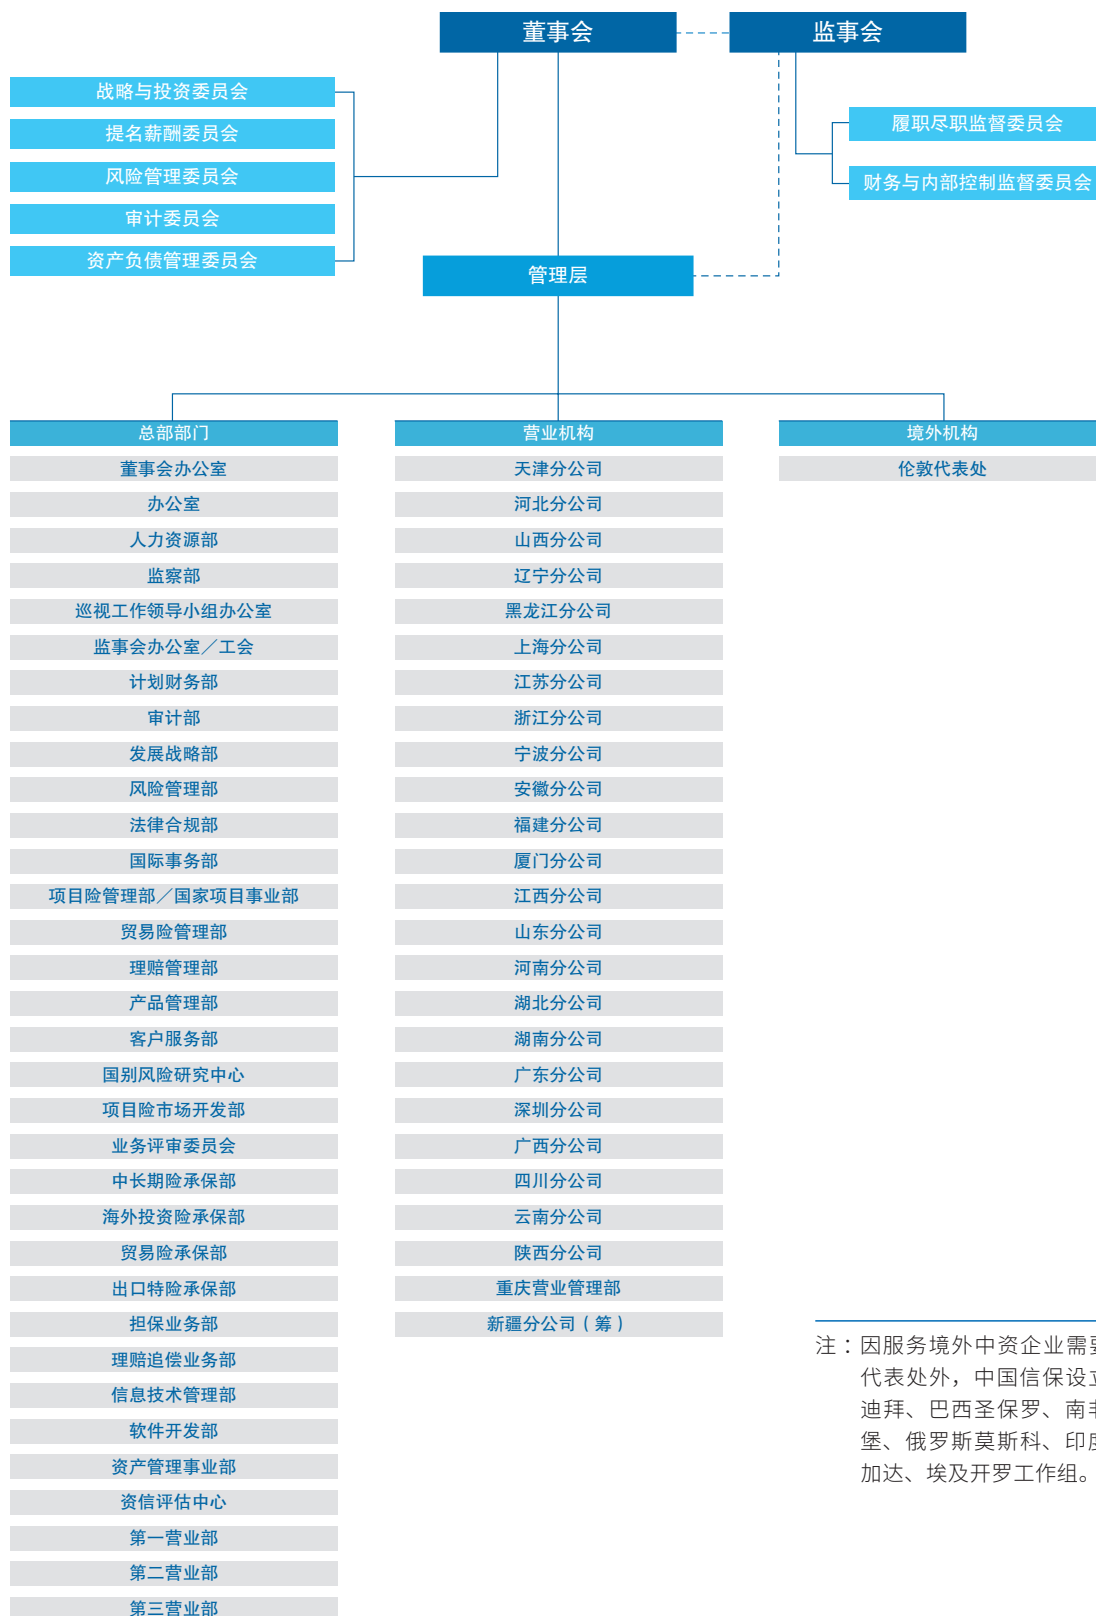 董事会
监事会
战略与投资委员会
提名薪酬委员会
风险管理委员会
审计委员会
资产负债管理委员会
履职尽职监督委员会
财务与内部控制监督委员会
管理层
总部部门
董事会办公室
办公室
人力资源部
监察部
巡视工作领导小组办公室
监事会办公室／工会
计划财务部
审计部
发展战略部
风险管理部
法律合规部
国际事务部
项目险管理部／国家项目事业部
贸易险管理部
理赔管理部
产品管理部
客户服务部
国别风险研究中心
项目险市场开发部
业务评审委员会
中长期险承保部
海外投资险承保部
贸易险承保部
出口特险承保部
担保业务部
理赔追偿业务部
信息技术管理部
软件开发部
资产管理事业部
资信评估中心
第一营业部
第二营业部
第三营业部
营业机构
天津分公司
河北分公司
山西分公司
辽宁分公司
黑龙江分公司
上海分公司
江苏分公司
浙江分公司
宁波分公司
安徽分公司
福建分公司
厦门分公司
江西分公司
山东分公司
河南分公司
湖北分公司
湖南分公司
广东分公司
深圳分公司
广西分公司
四川分公司
云南分公司
陕西分公司
重庆营业管理部
新疆分公司（筹）
境外机构
伦敦代表处
注：因服务境外中资企业需要
代表处外，中国信保设立
迪拜、巴西圣保罗、南非
堡、俄罗斯莫斯科、印度
加达、埃及开罗工作组。